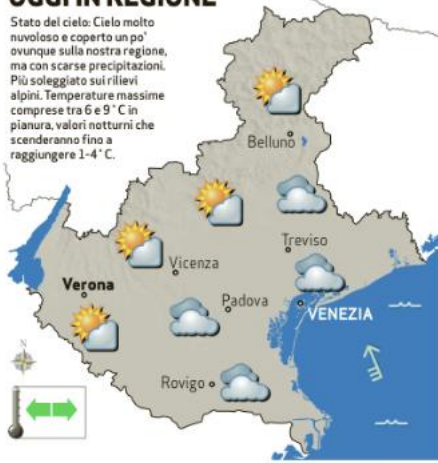 OGGI IN REGIONE
Stato del cielo: Cielo molto
nuvoloso e coperto un po'
ovunque sulla nostra regione,
ma con scarse precipitazioni.
Più soleggiato sui rilievi
alpini. Temperature massime
comprese tra 6 e 9°C in
pianura, valori notturni che
scenderanno fino a
raggiungere 1-4°C.
Belluno
Treviso
Vicenza
Verona
Padova
VENEZIA
N
Rovigo